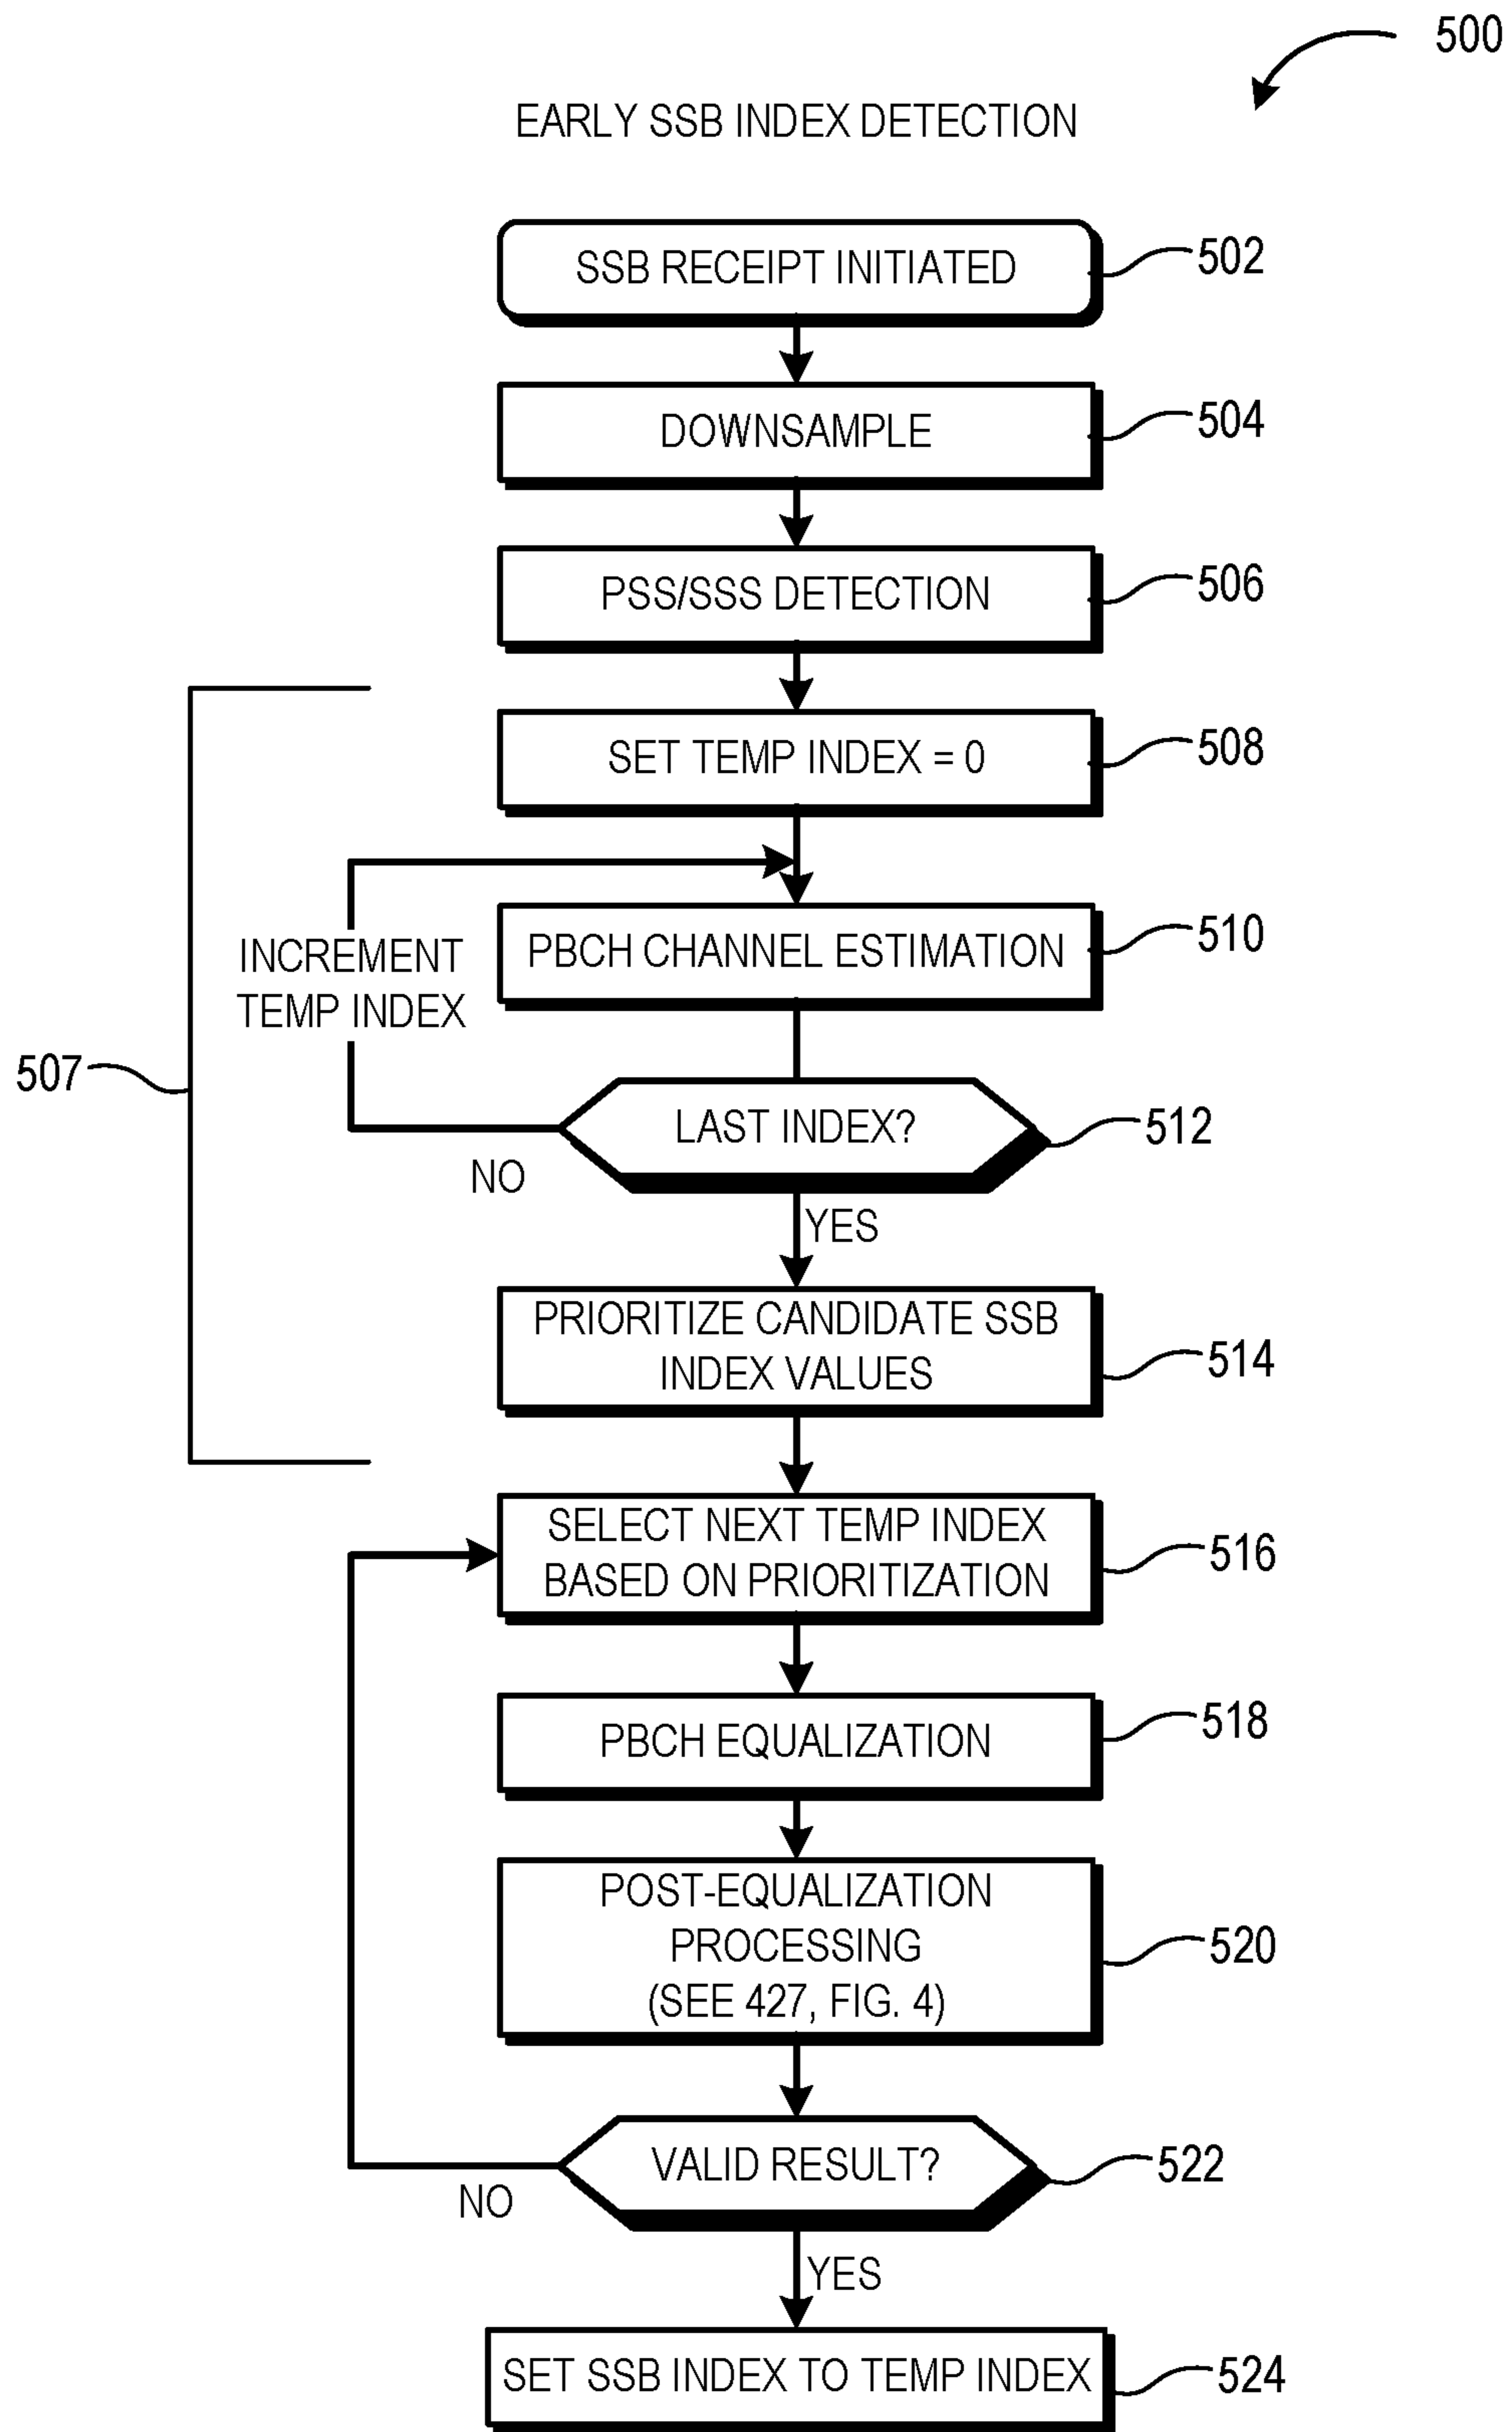 500
EARLY SSB INDEX DETECTION
SSB RECEIPT INITIATED
502
DOWNSAMPLE
504
PSS/SSS DETECTION
506
507
SET TEMP INDEX = 0
508
INCREMENT
TEMP INDEX
PBCH CHANNEL ESTIMATION
510
LAST INDEX?
512
NO
YES
PRIORITIZE CANDIDATE SSB
INDEX VALUES
514
SELECT NEXT TEMP INDEX
BASED ON PRIORITIZATION
516
PBCH EQUALIZATION
518
POST-EQUALIZATION
PROCESSING
(SEE 427, FIG. 4)
520
VALID RESULT?
522
NO
YES
SET SSB INDEX TO TEMP INDEX
524